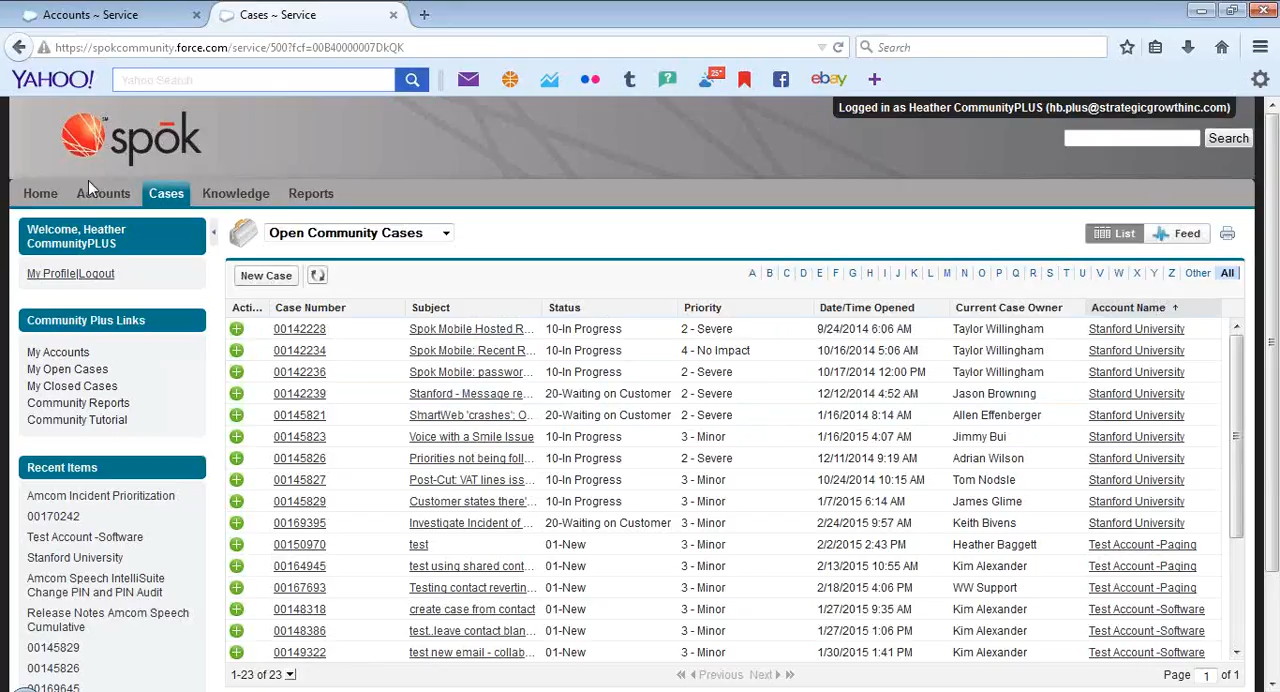 Accounts ~ Service
Cases ~ Service
https://spokcommunity.force.com/service/500?fcf=00B40000007DkQK
Search
YAHOO!
Yahoo Search
25°
ebay
Logged in as Heather CommunityPLUS (hb.plus@strategicgrowthinc.com)
spōk
Search
Home Accounts Cases Knowledge Reports
Welcome, Heather
CommunityPLUS
My Profile|Logout
Community Plus Links
My Accounts
My Open Cases
My Closed Cases
Community Reports
Community Tutorial
Recent Items
Amcom Incident Prioritization
00170242
Test Account -Software
Stanford University
Amcom Speech IntelliSuite
Change PIN and PIN Audit
Release Notes Amcom Speech
Cumulative
00145829
00145826
00169645
Open Community Cases
List Feed
New Case
A B C D E F G H I J K L M N O P Q R S T U V W X Y Z Other All
Acti... Case Number Subject Status Priority Date/Time Opened Current Case Owner Account Name
00142228 Spok Mobile Hosted R... 10-In Progress 2 - Severe 9/24/2014 6:06 AM Taylor Willingham Stanford University
00142234 Spok Mobile: Recent R... 10-In Progress 4 - No Impact 10/16/2014 5:06 AM Taylor Willingham Stanford University
00142236 Spok Mobile: passwor... 10-In Progress 2 - Severe 10/17/2014 12:00 PM Taylor Willingham Stanford University
00142239 Stanford - Message re... 20-Waiting on Customer 2 - Severe 12/12/2014 4:52 AM Jason Browning Stanford University
00145821 SmartWeb 'crashes'; O... 20-Waiting on Customer 2 - Severe 1/16/2014 8:14 AM Allen Effenberger Stanford University
00145823 Voice with a Smile Issue 10-In Progress 3 - Minor 1/16/2015 4:07 AM Jimmy Bui Stanford University
00145826 Priorities not being foll... 10-In Progress 2 - Severe 12/11/2014 9:19 AM Adrian Wilson Stanford University
00145827 Post-Cut: VAT lines iss... 10-In Progress 3 - Minor 10/24/2014 10:15 AM Tom Nodsle Stanford University
00145829 Customer states there'... 10-In Progress 3 - Minor 1/7/2015 6:14 AM James Glime Stanford University
00169395 Investigate Incident of ... 20-Waiting on Customer 3 - Minor 2/24/2015 9:57 AM Keith Bivens Stanford University
00150970 test 01-New 3 - Minor 2/2/2015 2:43 PM Heather Baggett Test Account -Paging
00164945 test using shared cont... 01-New 3 - Minor 2/13/2015 10:55 AM Kim Alexander Test Account -Paging
00167693 Testing contact revertin... 01-New 3 - Minor 2/18/2015 4:06 PM WW Support Test Account -Paging
00148318 create case from contact 01-New 3 - Minor 1/27/2015 9:35 AM Kim Alexander Test Account -Software
00148386 test..leave contact blan... 01-New 3 - Minor 1/27/2015 1:06 PM Kim Alexander Test Account -Software
00149322 test new email - collab... 01-New 3 - Minor 1/30/2015 1:41 PM Kim Alexander Test Account -Software
1-23 of 23 Previous Next Page 1 of 1